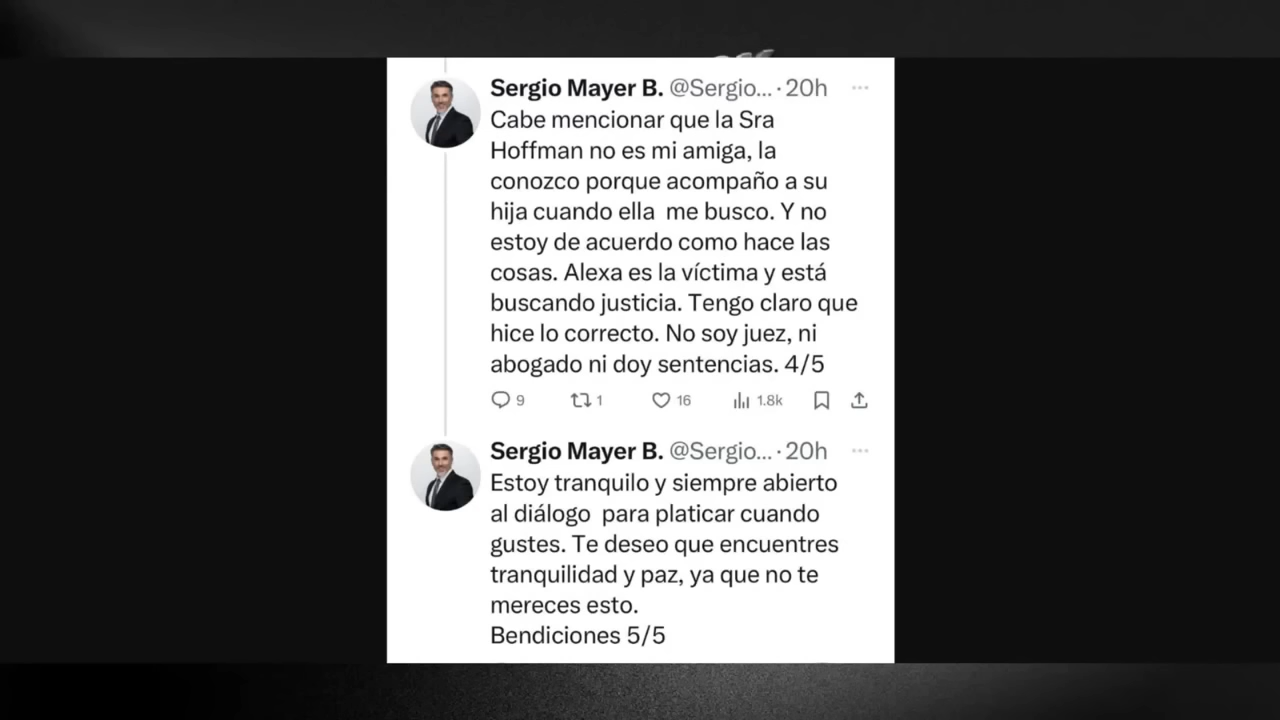 Sergio Mayer B. @Sergio... · 20h
Cabe mencionar que la Sra
Hoffman no es mi amiga, la
conozco porque acompaño a su
hija cuando ella  me busco. Y no
estoy de acuerdo como hace las
cosas. Alexa es la víctima y está
buscando justicia. Tengo claro que
hice lo correcto. No soy juez, ni
abogado ni doy sentencias. 4/5
9 1 16 1.8k
Sergio Mayer B. @Sergio... · 20h
Estoy tranquilo y siempre abierto
al diálogo  para platicar cuando
gustes. Te deseo que encuentres
tranquilidad y paz, ya que no te
mereces esto.
Bendiciones 5/5